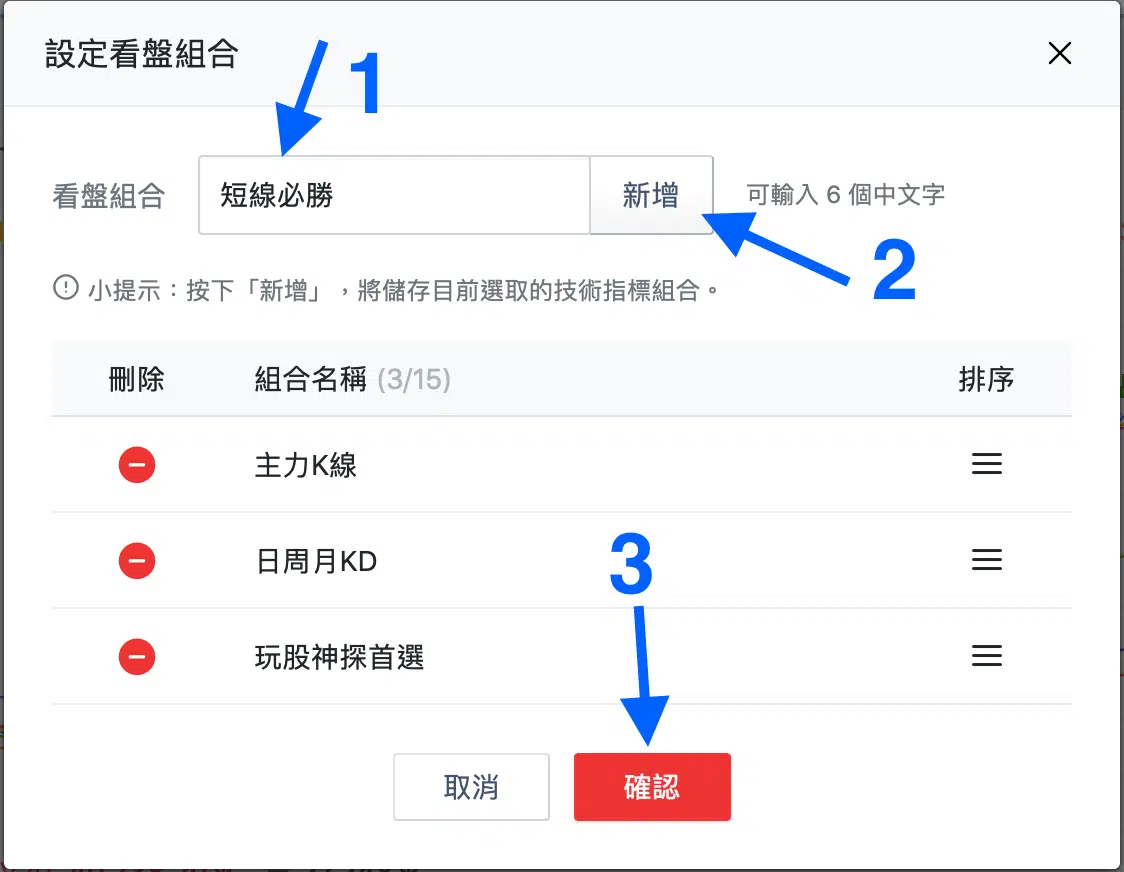 設定看盤組合
1
看盤組合 短線必勝 新增 可輸入 6 個中文字
2
小提示：按下「新增」，將儲存目前選取的技術指標組合。
刪除 組合名稱 (3/15) 排序
主力K線
日周月KD
3
玩股神探首選
取消 確認